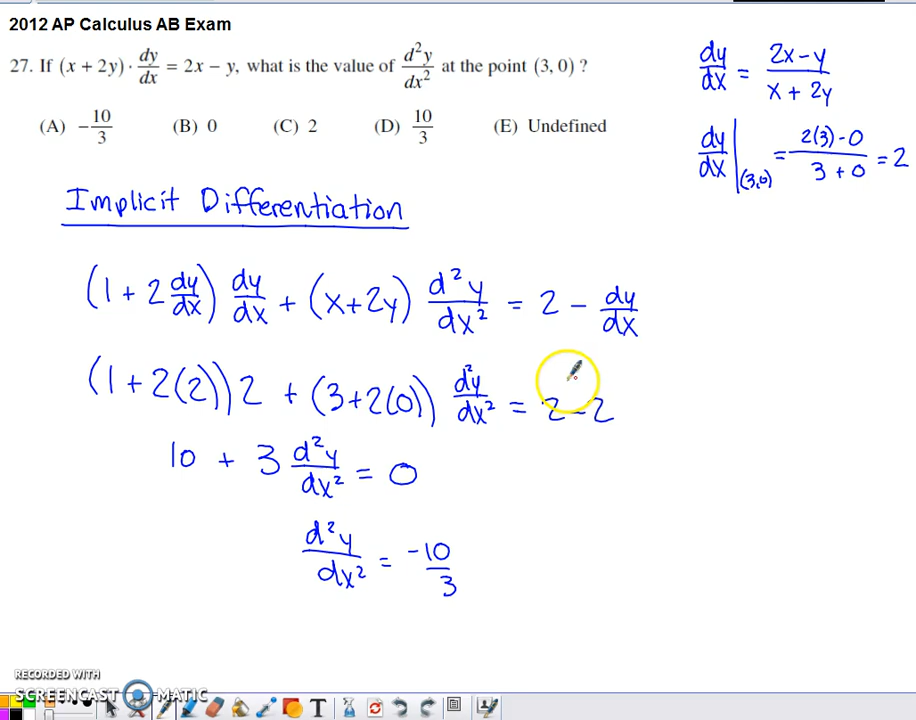 2012 AP Calculus AB Exam
27. If (x + 2y) · dy/dx = 2x − y, what is the value of d²y/dx² at the point (3, 0) ?
(A) −10/3 (B) 0 (C) 2 (D) 10/3 (E) Undefined
dy/dx = 2x−y/x + 2y
dy/dx|(3,0) = 2(3)−0/3 + 0 = 2
Implicit Differentiation
(1 + 2 dy/dx) dy/dx + (x+2y) d²y/dx² = 2 − dy/dx
(1+2(2))2 + (3+2(0)) d²y/dx² = 2−2
10 + 3 d²y/dx² = 0
d²y/dx² = −10/3
RECORDED WITH
SCREENCAST MATIC
T